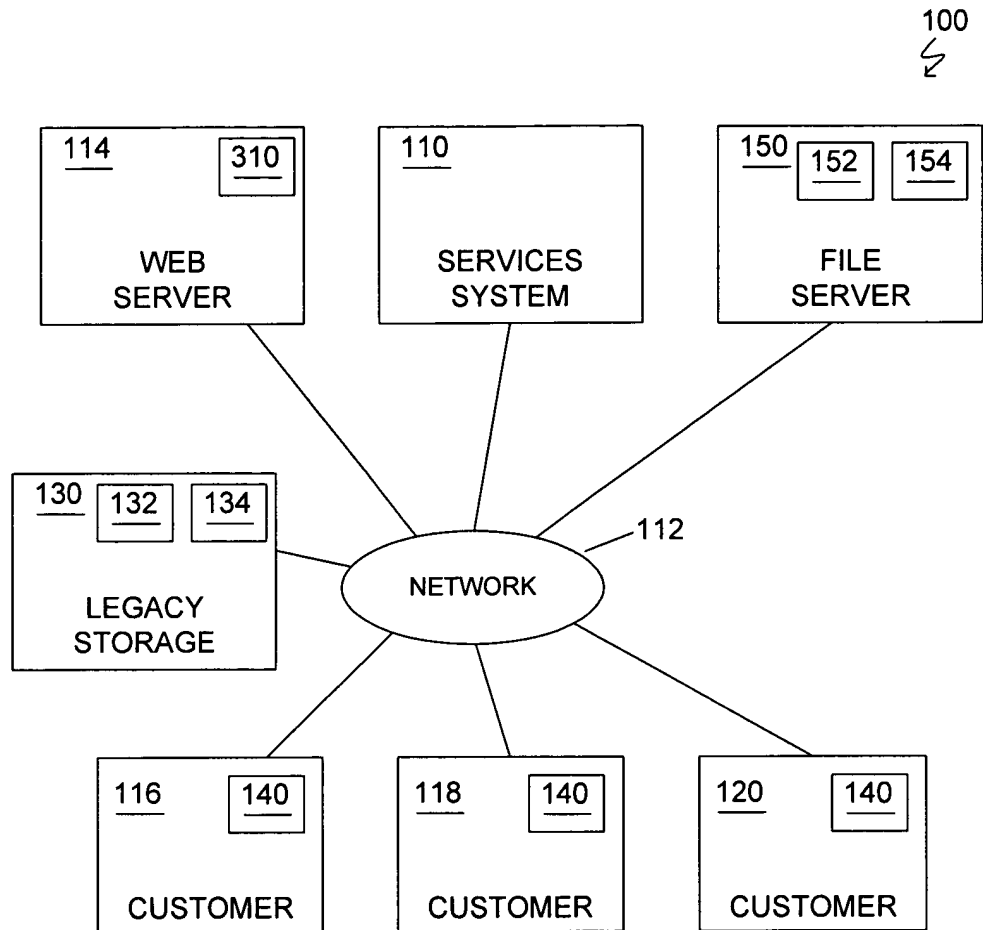 100
114 310
WEB
SERVER
110
SERVICES
SYSTEM
150 152 154
FILE
SERVER
130 132 134
LEGACY
STORAGE
112
NETWORK
116 140
CUSTOMER
118 140
CUSTOMER
120 140
CUSTOMER